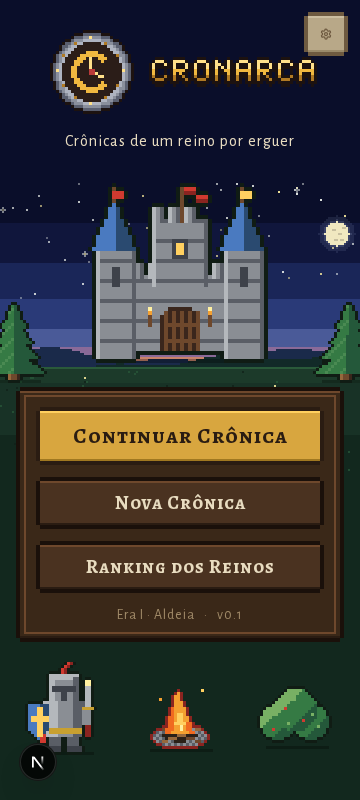 CRONARCA
Crônicas de um reino por erguer
Continuar Crônica
Nova Crônica
Ranking dos Reinos
Era I · Aldeia · v0.1
N